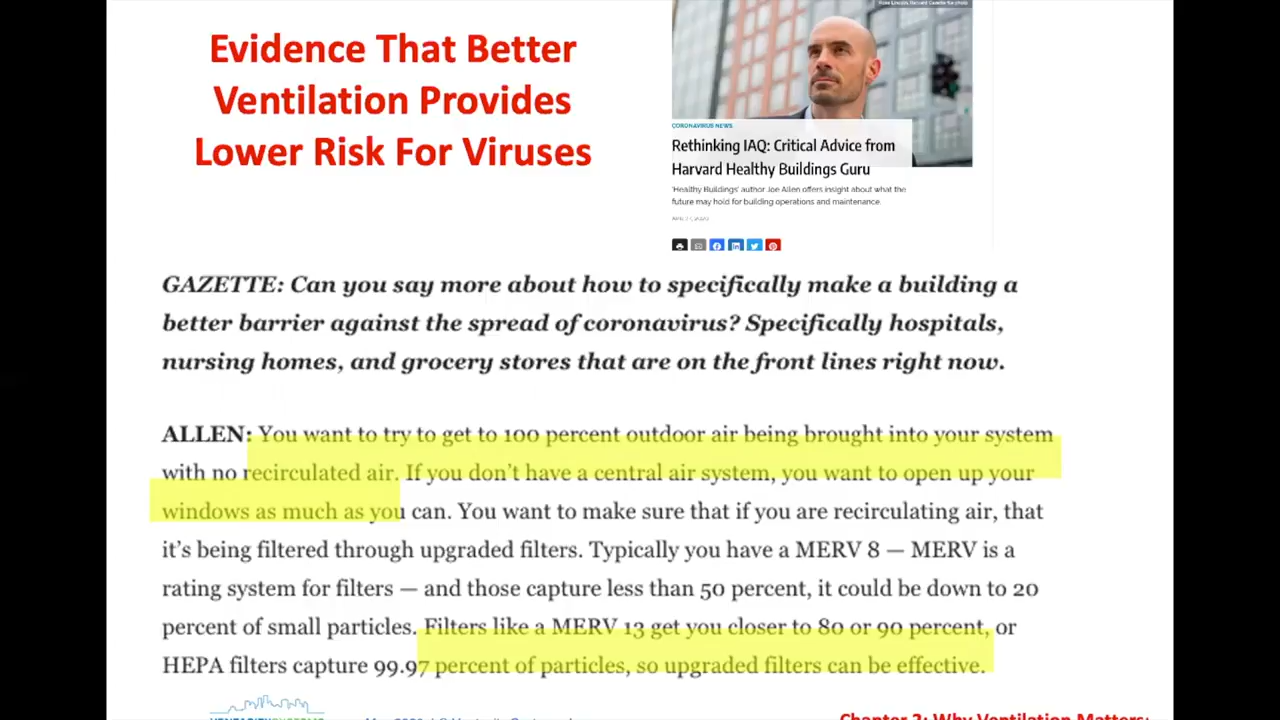 Evidence That Better
Ventilation Provides
Lower Risk For Viruses
CORONAVIRUS NEWS
Rethinking IAQ: Critical Advice from
Harvard Healthy Buildings Guru
'Healthy Buildings' author Joe Allen offers insight about what the
future may hold for building operations and maintenance.
GAZETTE: Can you say more about how to specifically make a building a
better barrier against the spread of coronavirus? Specifically hospitals,
nursing homes, and grocery stores that are on the front lines right now.
ALLEN: You want to try to get to 100 percent outdoor air being brought into your system
with no recirculated air. If you don't have a central air system, you want to open up your
windows as much as you can. You want to make sure that if you are recirculating air, that
it's being filtered through upgraded filters. Typically you have a MERV 8 — MERV is a
rating system for filters — and those capture less than 50 percent, it could be down to 20
percent of small particles. Filters like a MERV 13 get you closer to 80 or 90 percent, or
HEPA filters capture 99.97 percent of particles, so upgraded filters can be effective.
Chapter 2: Why Ventilation Matters: